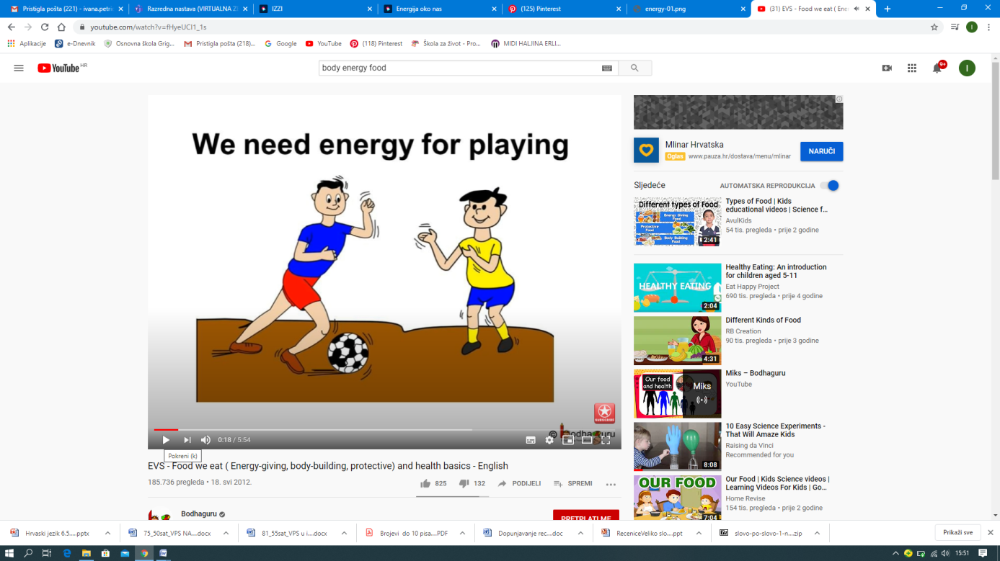 Pristigla pošta (221) - ivana.petri
Razredna nastava (VIRTUALNA Z
IZZI
Energija oko nas
(125) Pinterest
energy-01.png
(31) EVS - Food we eat ( Ene
youtube.com/watch?v=fHyeUCI1_1s
Aplikacije
e-Dnevnik
Osnovna škola Grig...
Pristigla pošta (218)...
Google
YouTube
(118) Pinterest
Škola za život - Pro...
MIDI HALJINA ERLI...
YouTube HR
body energy food
9+
I
We need energy for playing
SUBSCRIBE
0:18 / 5:54
Pokreni (k)
EVS - Food we eat ( Energy-giving, body-building, protective) and health basics - English
185.736 pregleda • 18. svi 2012.
825
132
PODIJELI
SPREMI
Bodhaguru
PRETPLATI ME
Mlinar Hrvatska
Oglas www.pauza.hr/dostava/menu/mlinar
NARUČI
Sljedeće
AUTOMATSKA REPRODUKCIJA
Different types of Food
Energy Giving
Food
Protective
Food
Body Building
Food
2:41
Types of Food | Kids
educational videos | Science f...
AvulKids
54 tis. pregleda • prije 2 godine
HEALTHY EATING
2:04
Healthy Eating: An introduction
for children aged 5-11
Eat Happy Project
690 tis. pregleda • prije 4 godine
4:31
Different Kinds of Food
RB Creation
90 tis. pregleda • prije 3 godine
Our food
and health
Miks
Miks – Bodhaguru
YouTube
8:08
10 Easy Science Experiments -
That Will Amaze Kids
Raising da Vinci
Recommended for you
OUR FOOD
7:04
Our Food | Kids Science videos |
Learning Videos For Kids | Go...
Home Revise
154 tis. pregleda • prije 2 godine
Hrvaski jezik 6.5.....pptx
75_50sat_VPS NA....docx
81_55sat_VPS u i....docx
Brojevi do 10 pisa....PDF
Dopunjavanje rec....doc
ReceniceVeliko slo....ppt
slovo-po-slovo-1-n....zip
Prikaži sve
15:51